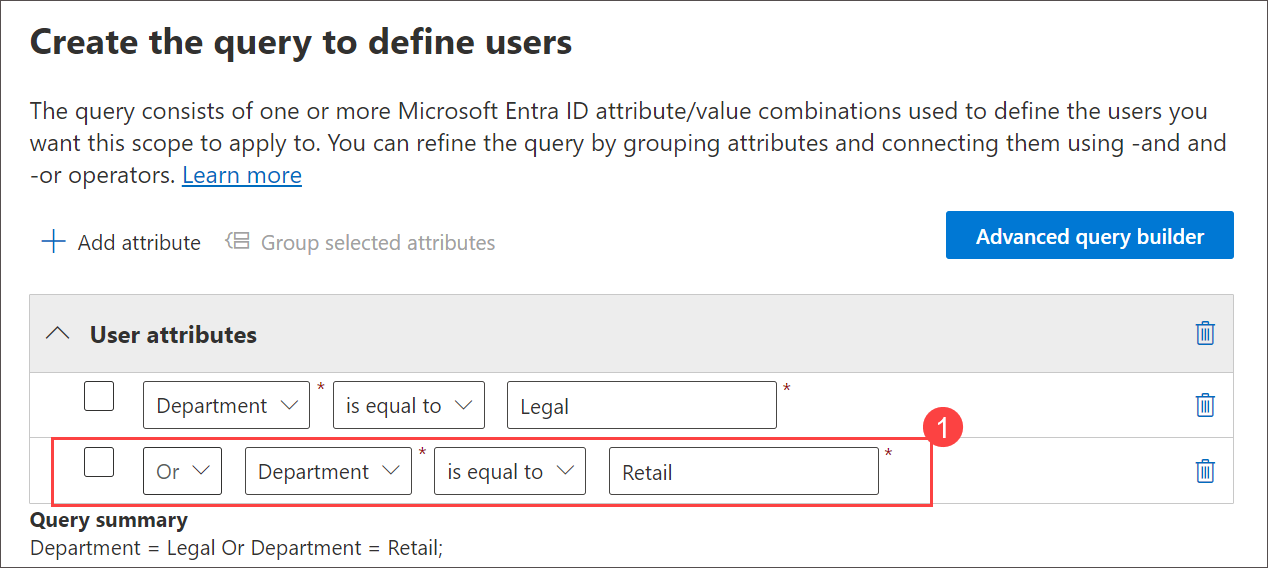 Create the query to define users
The query consists of one or more Microsoft Entra ID attribute/value combinations used to define the users you
want this scope to apply to. You can refine the query by grouping attributes and connecting them using -and and
-or operators. Learn more
Add attribute Group selected attributes Advanced query builder
User attributes
Department * is equal to Legal *
1
Or Department * is equal to Retail *
Query summary
Department = Legal Or Department = Retail;